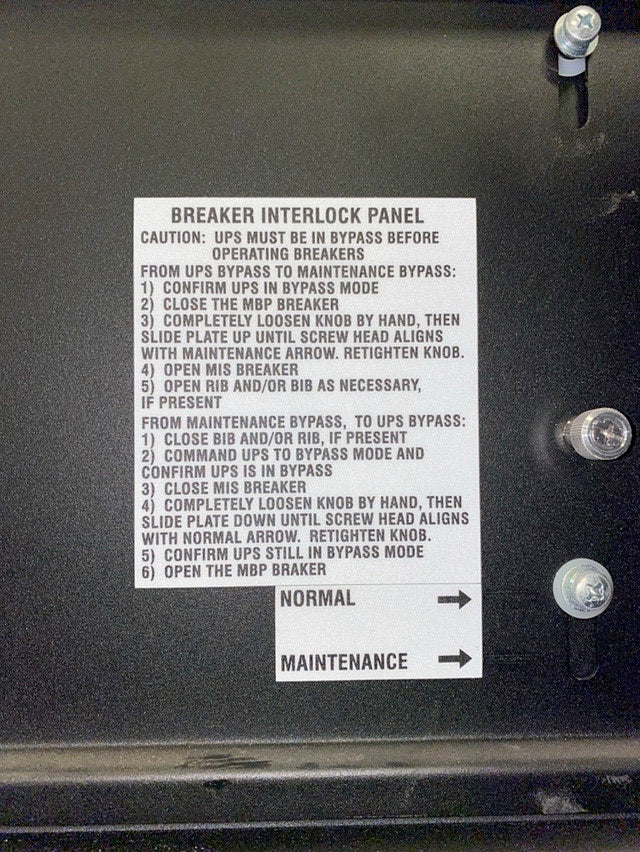 BREAKER INTERLOCK PANEL
CAUTION: UPS MUST BE IN BYPASS BEFORE
OPERATING BREAKERS
FROM UPS BYPASS TO MAINTENANCE BYPASS:
1) CONFIRM UPS IN BYPASS MODE
2) CLOSE THE MBP BREAKER
3) COMPLETELY LOOSEN KNOB BY HAND, THEN
SLIDE PLATE UP UNTIL SCREW HEAD ALIGNS
WITH MAINTENANCE ARROW. RETIGHTEN KNOB.
4) OPEN MIS BREAKER
5) OPEN RIB AND/OR BIB AS NECESSARY,
IF PRESENT
FROM MAINTENANCE BYPASS, TO UPS BYPASS:
1) CLOSE BIB AND/OR RIB, IF PRESENT
2) COMMAND UPS TO BYPASS MODE AND
CONFIRM UPS IS IN BYPASS
3) CLOSE MIS BREAKER
4) COMPLETELY LOOSEN KNOB BY HAND, THEN
SLIDE PLATE DOWN UNTIL SCREW HEAD ALIGNS
WITH NORMAL ARROW. RETIGHTEN KNOB.
5) CONFIRM UPS STILL IN BYPASS MODE
6) OPEN THE MBP BRAKER
NORMAL
MAINTENANCE